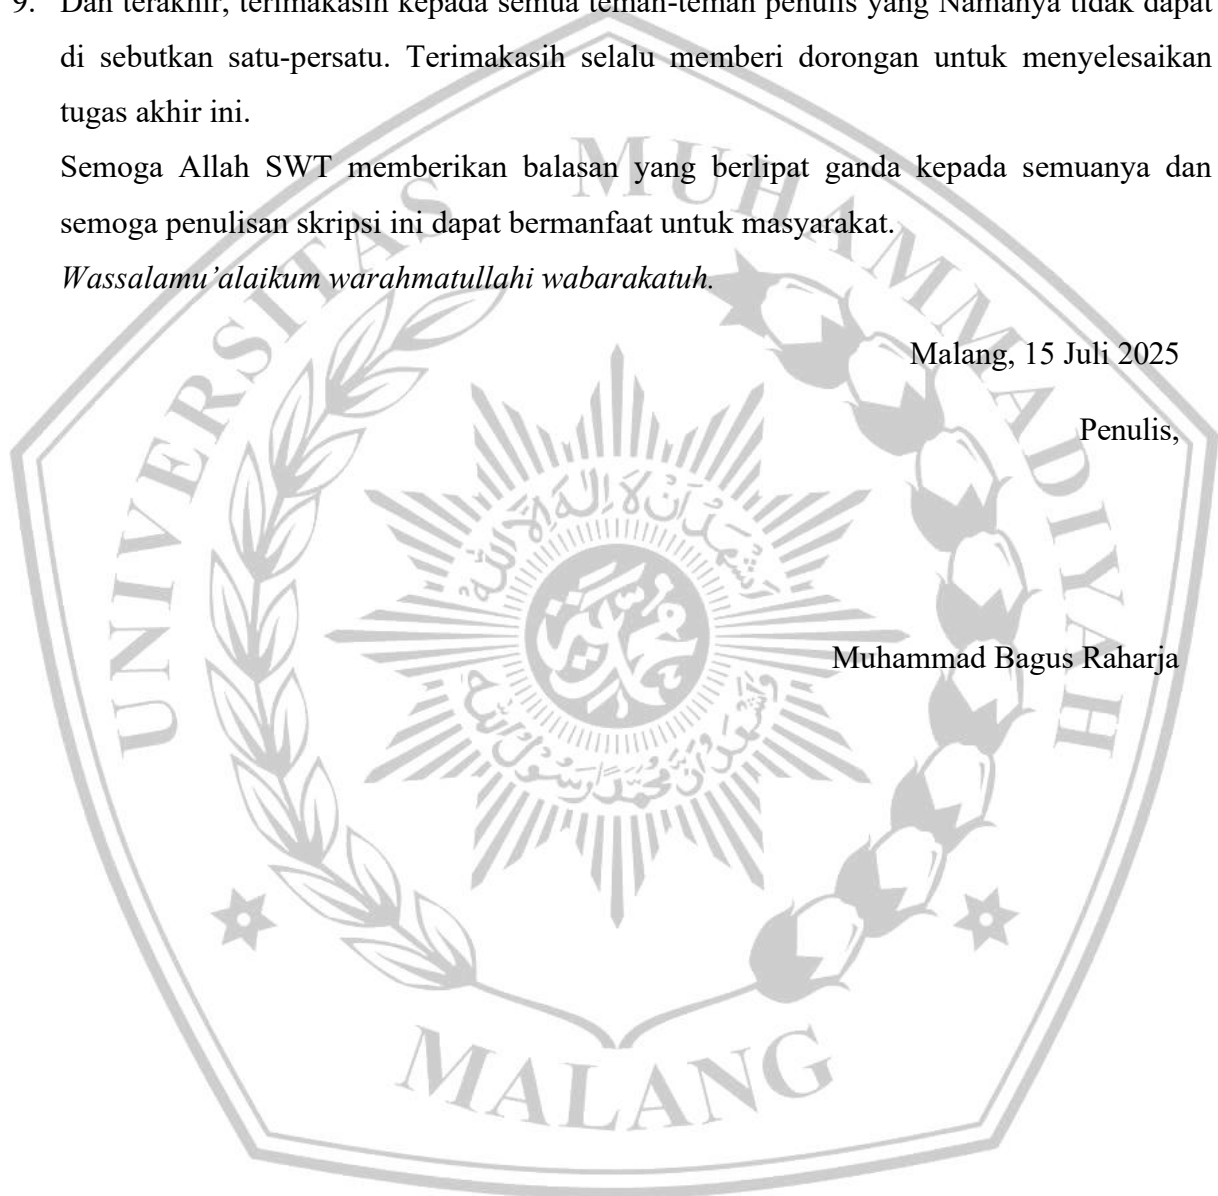 9. Dan terakhir, terimakasih kepada semua teman-teman penulis yang Namanya tidak dapat
di sebutkan satu-persatu. Terimakasih selalu memberi dorongan untuk menyelesaikan
tugas akhir ini.
Semoga Allah SWT memberikan balasan yang berlipat ganda kepada semuanya dan
semoga penulisan skripsi ini dapat bermanfaat untuk masyarakat.
Wassalamu’alaikum warahmatullahi wabarakatuh.
Malang, 15 Juli 2025
Penulis,
Muhammad Bagus Raharja
UNIVERSITAS MUHAMMADIYAH
اَشْهَدُ اَنْ لَا اِلٰهَ اِلَّا اللهُ
محمدية
وَاَشْهَدُ اَنَّ مُحَمَّدًا رَسُوْلُ اللهِ
MALANG